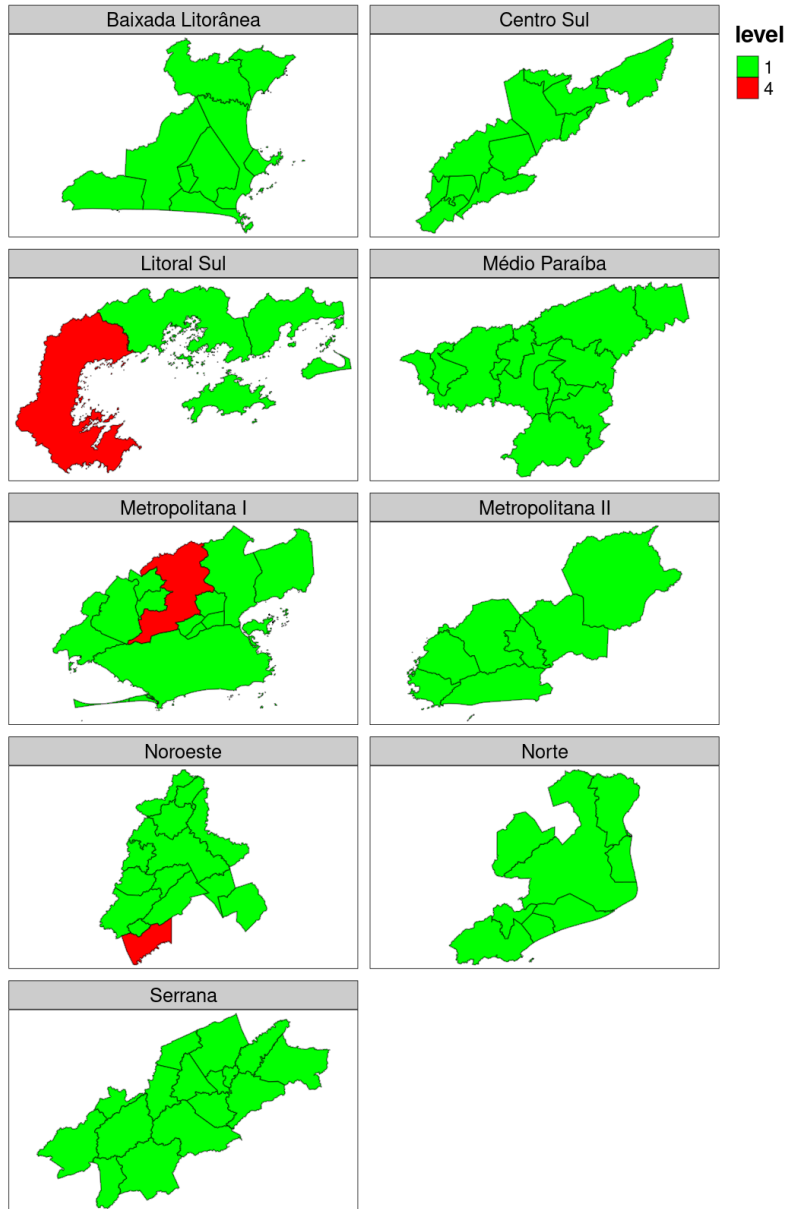 Baixada Litorânea
Centro Sul
level
1
4
Litoral Sul
Médio Paraíba
Metropolitana I
Metropolitana II
Noroeste
Norte
Serrana